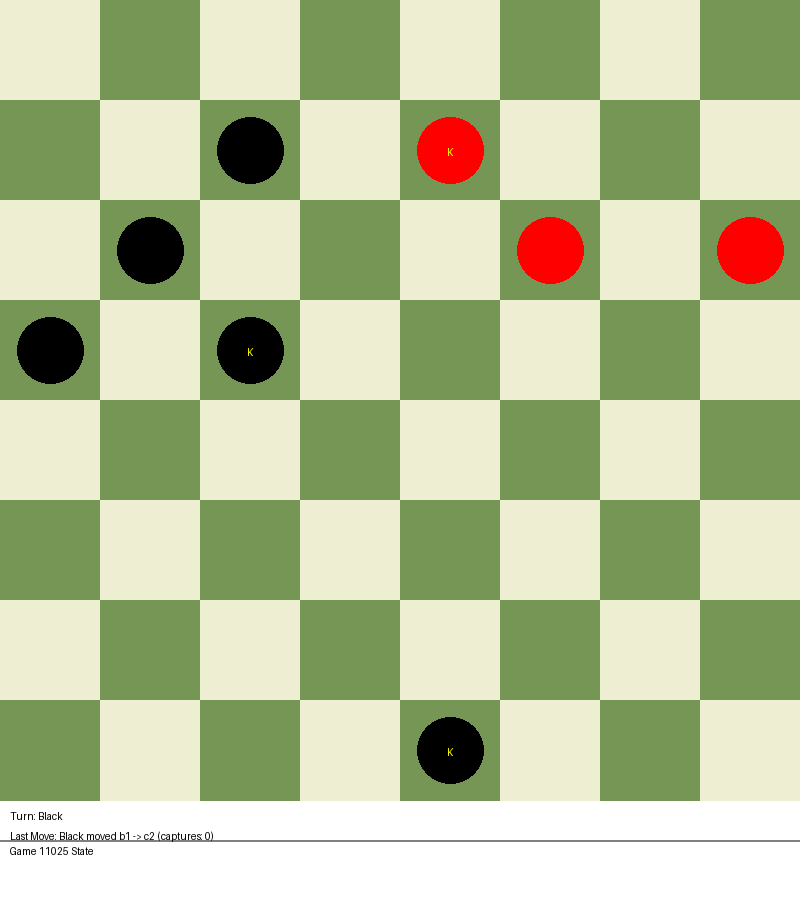 K
K
K
Turn: Black
Last Move: Black moved b1 -> c2 (captures: 0)
Game 11025 State